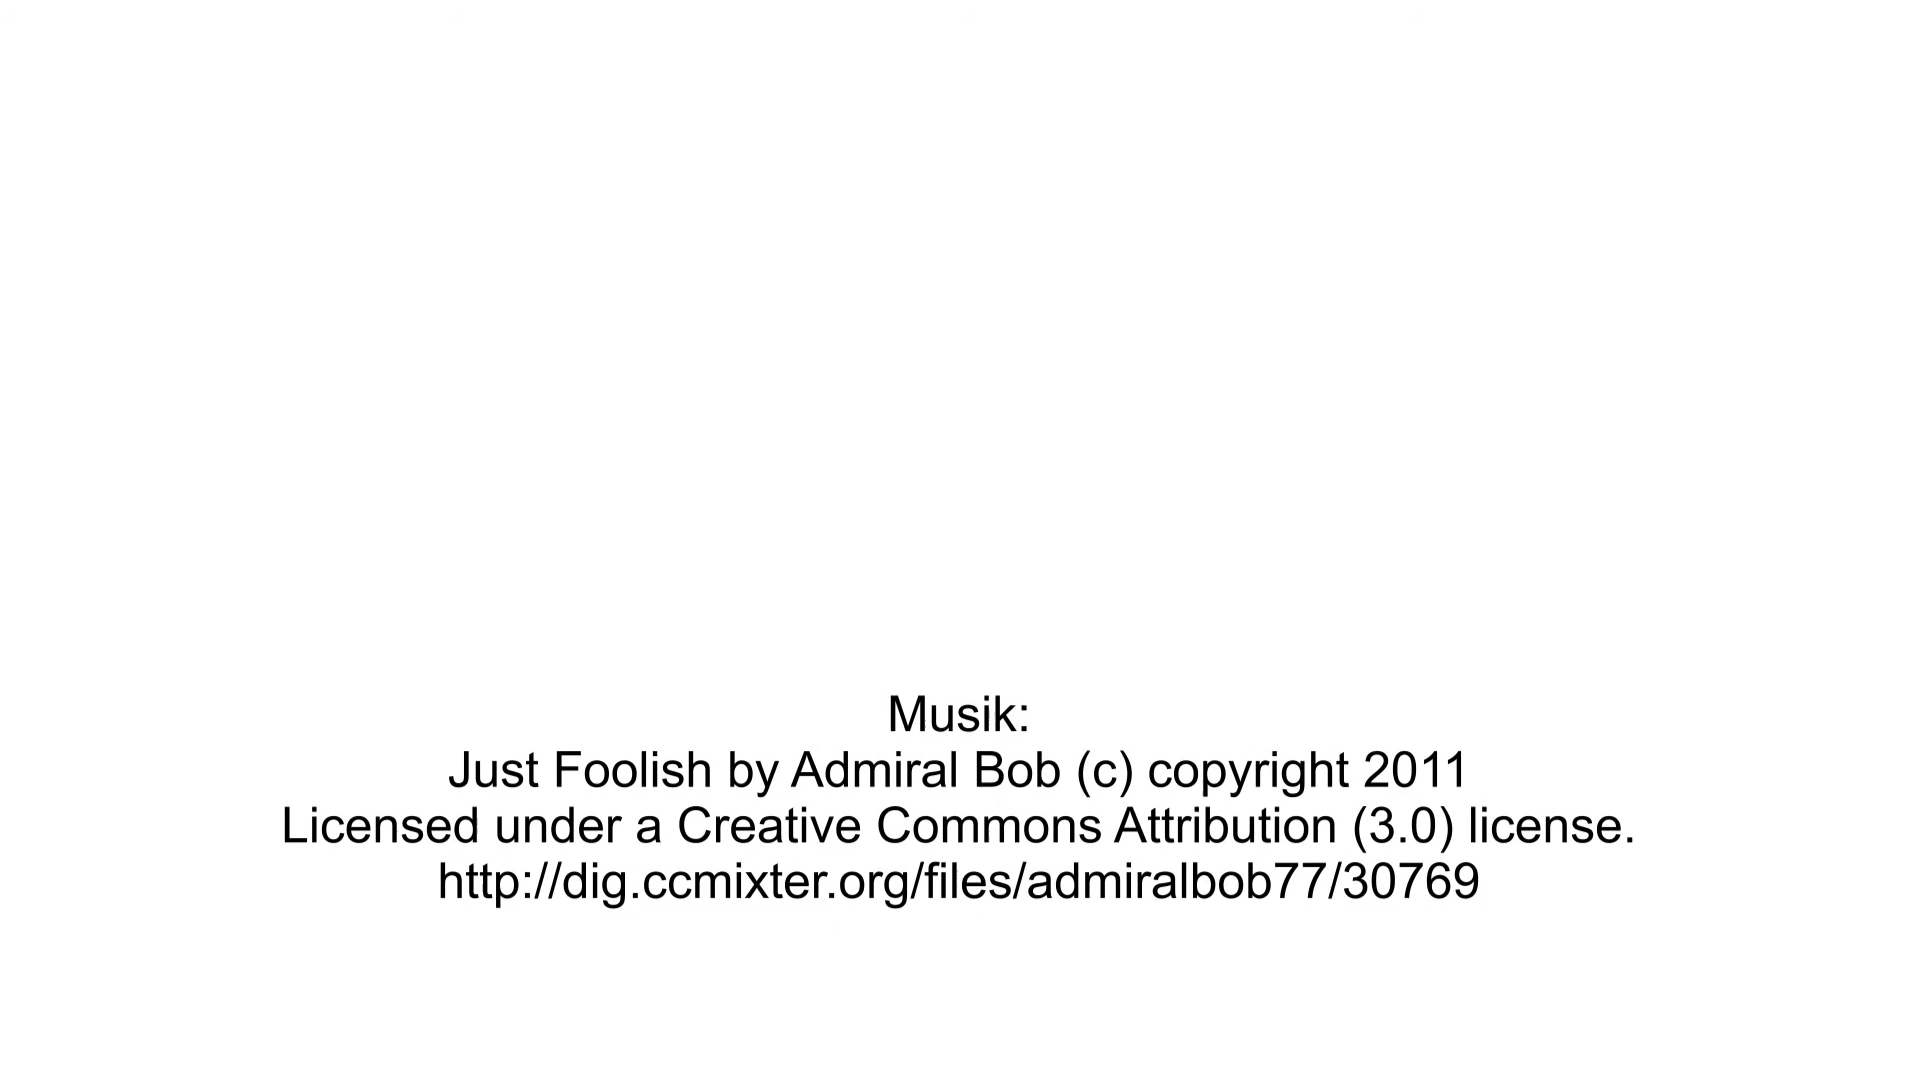 Musik:
Just Foolish by Admiral Bob (c) copyright 2011
Licensed under a Creative Commons Attribution (3.0) license.
http://dig.ccmixter.org/files/admiralbob77/30769